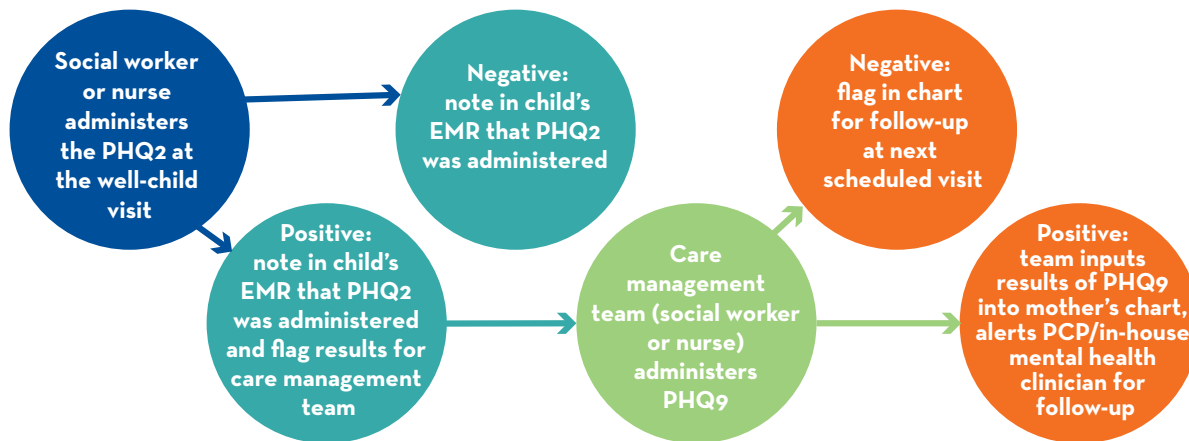 Social worker
or nurse
administers
the PHQ2 at
the well-child
visit
Negative:
note in child's
EMR that PHQ2
was administered
Positive:
note in child's
EMR that PHQ2
was administered
and flag results for
care management
team
Care
management
team (social worker
or nurse)
administers
PHQ9
Negative:
flag in chart
for follow-up
at next
scheduled visit
Positive:
team inputs
results of PHQ9
into mother's chart,
alerts PCP/in-house
mental health
clinician for
follow-up